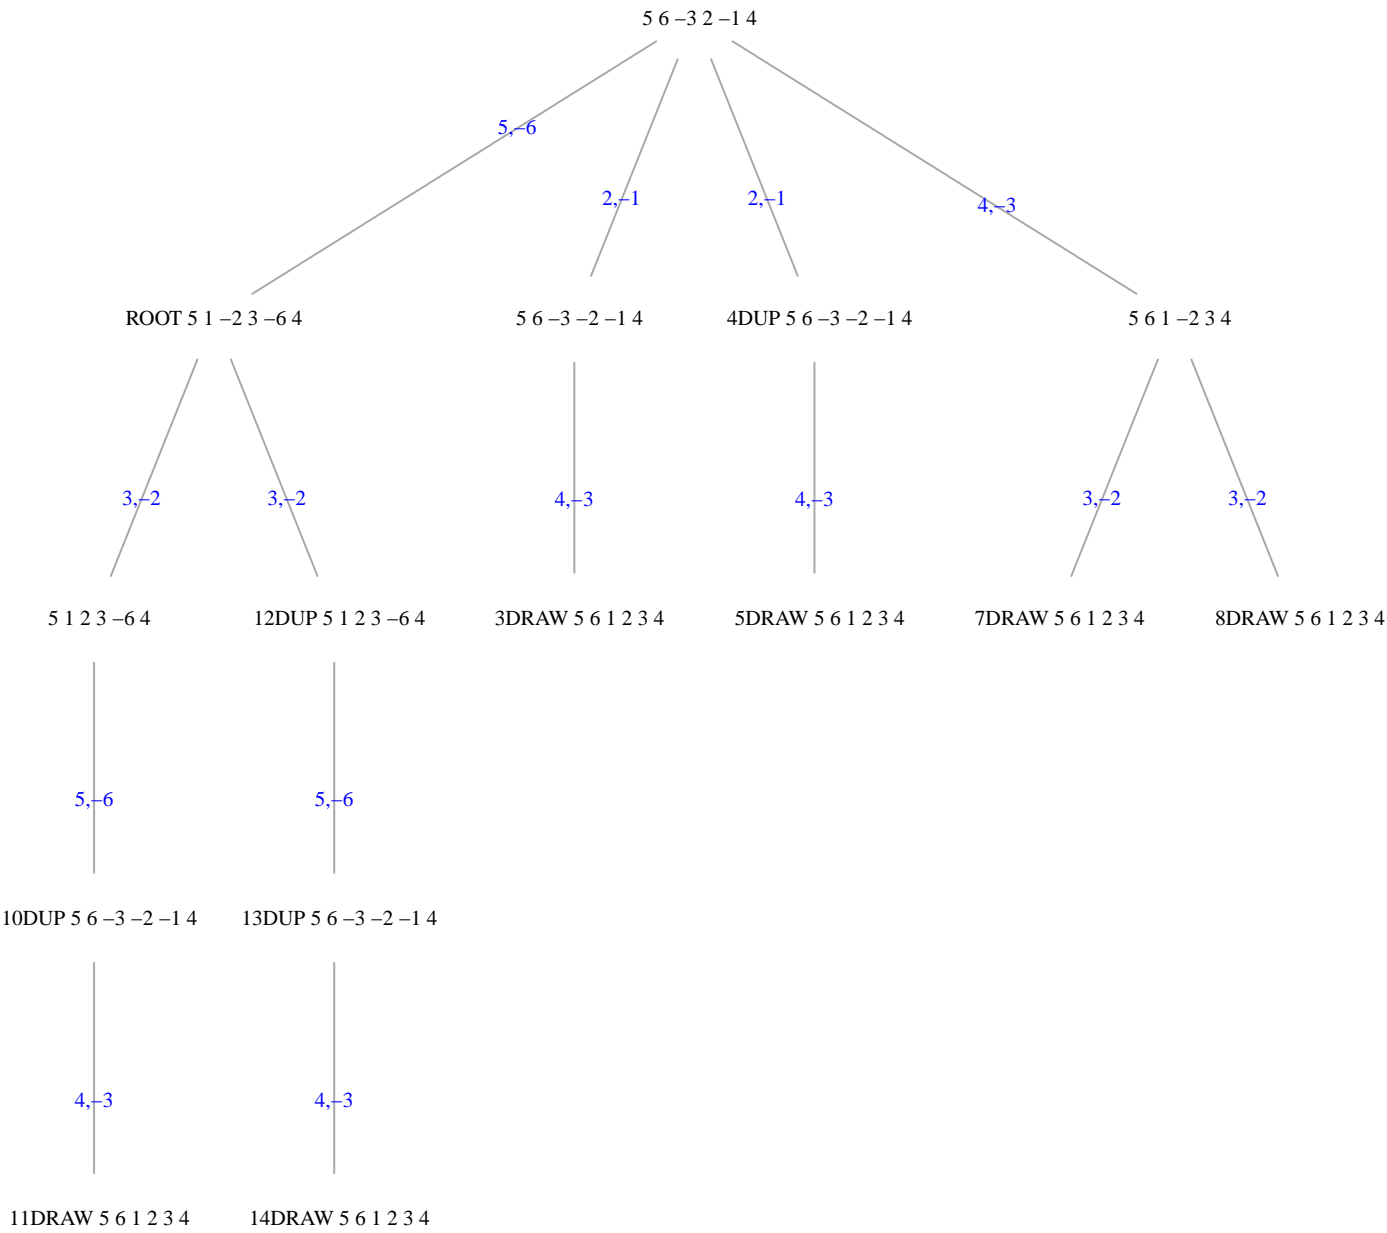 5 6 –3 2 –1 4
5,–6
2,–1
2,–1
4,–3
ROOT 5 1 –2 3 –6 4
5 6 –3 –2 –1 4
4DUP 5 6 –3 –2 –1 4
5 6 1 –2 3 4
3,–2
3,–2
4,–3
4,–3
3,–2
3,–2
5 1 2 3 –6 4
12DUP 5 1 2 3 –6 4
3DRAW 5 6 1 2 3 4
5DRAW 5 6 1 2 3 4
7DRAW 5 6 1 2 3 4
8DRAW 5 6 1 2 3 4
5,–6
5,–6
10DUP 5 6 –3 –2 –1 4
13DUP 5 6 –3 –2 –1 4
4,–3
4,–3
11DRAW 5 6 1 2 3 4
14DRAW 5 6 1 2 3 4